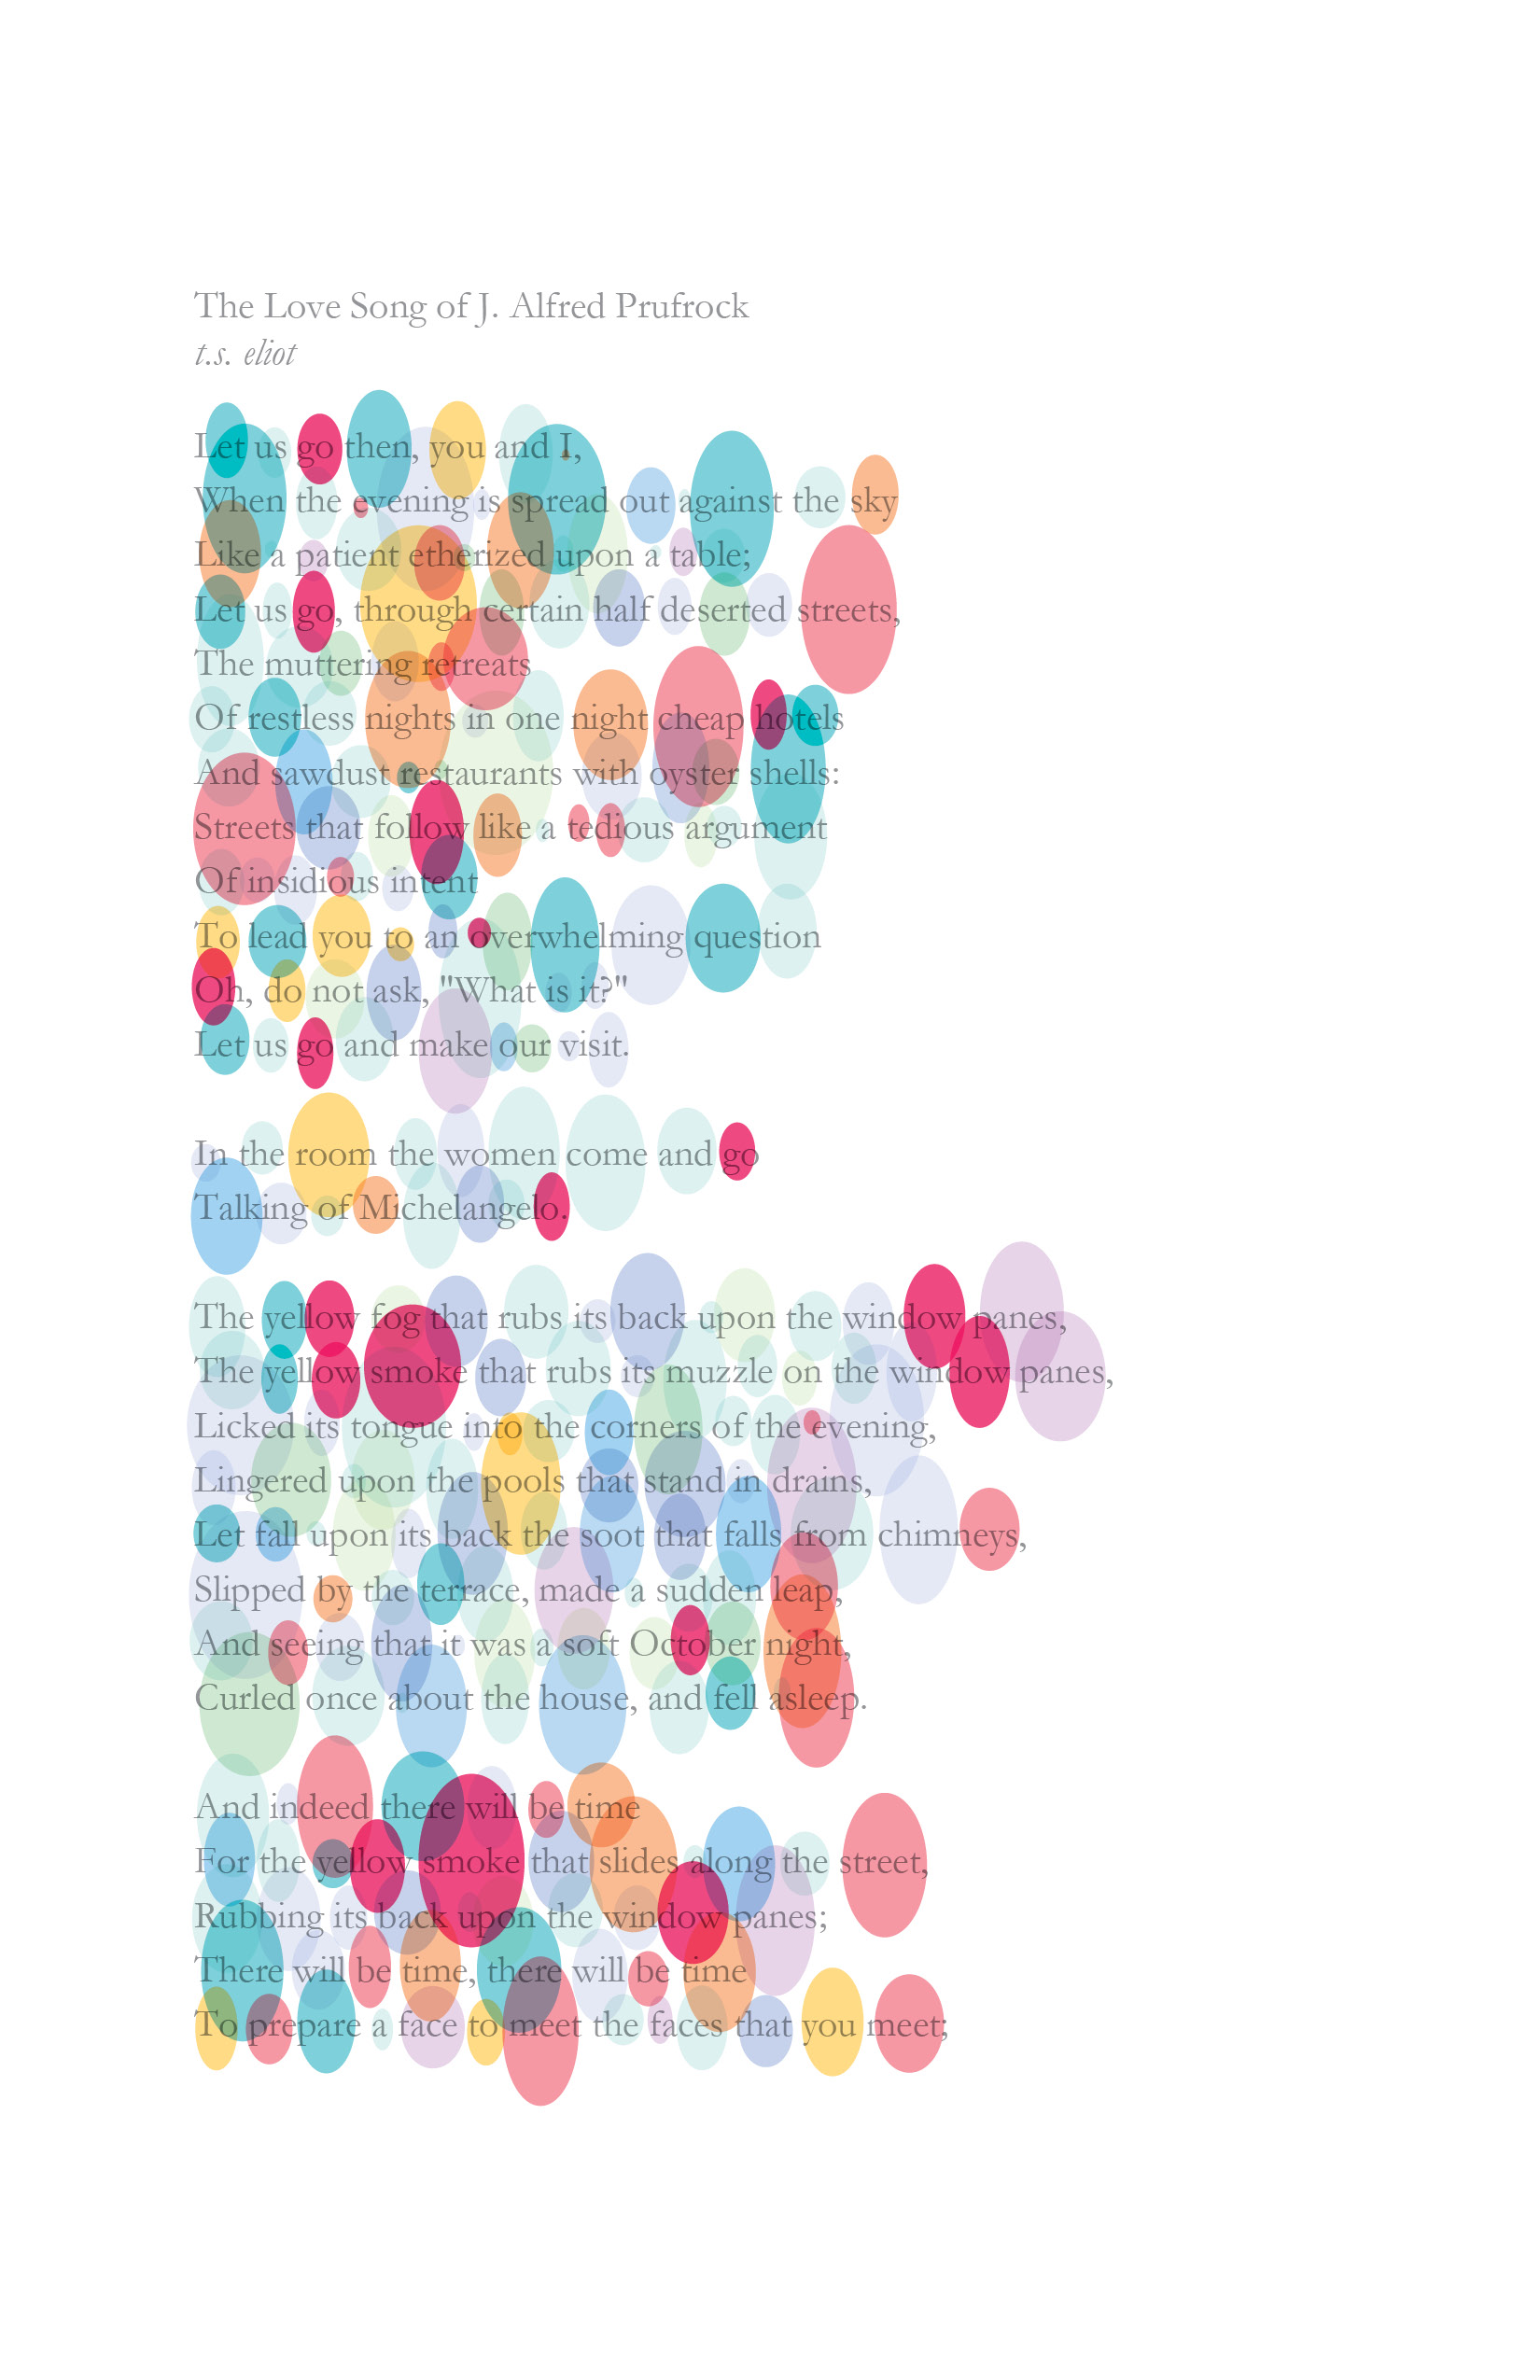 The Love Song of J. Alfred Prufrock
t.s. eliot
Let us go then, you and I,
When the evening is spread out against the sky
Like a patient etherized upon a table;
Let us go, through certain half deserted streets,
The muttering retreats
Of restless nights in one night cheap hotels
And sawdust restaurants with oyster shells:
Streets that follow like a tedious argument
Of insidious intent
To lead you to an overwhelming question
Oh, do not ask, "What is it?"
Let us go and make our visit.
In the room the women come and go
Talking of Michelangelo.
The yellow fog that rubs its back upon the window panes,
The yellow smoke that rubs its muzzle on the window panes,
Licked its tongue into the corners of the evening,
Lingered upon the pools that stand in drains,
Let fall upon its back the soot that falls from chimneys,
Slipped by the terrace, made a sudden leap,
And seeing that it was a soft October night,
Curled once about the house, and fell asleep.
And indeed there will be time
For the yellow smoke that slides along the street,
Rubbing its back upon the window panes;
There will be time, there will be time
To prepare a face to meet the faces that you meet;